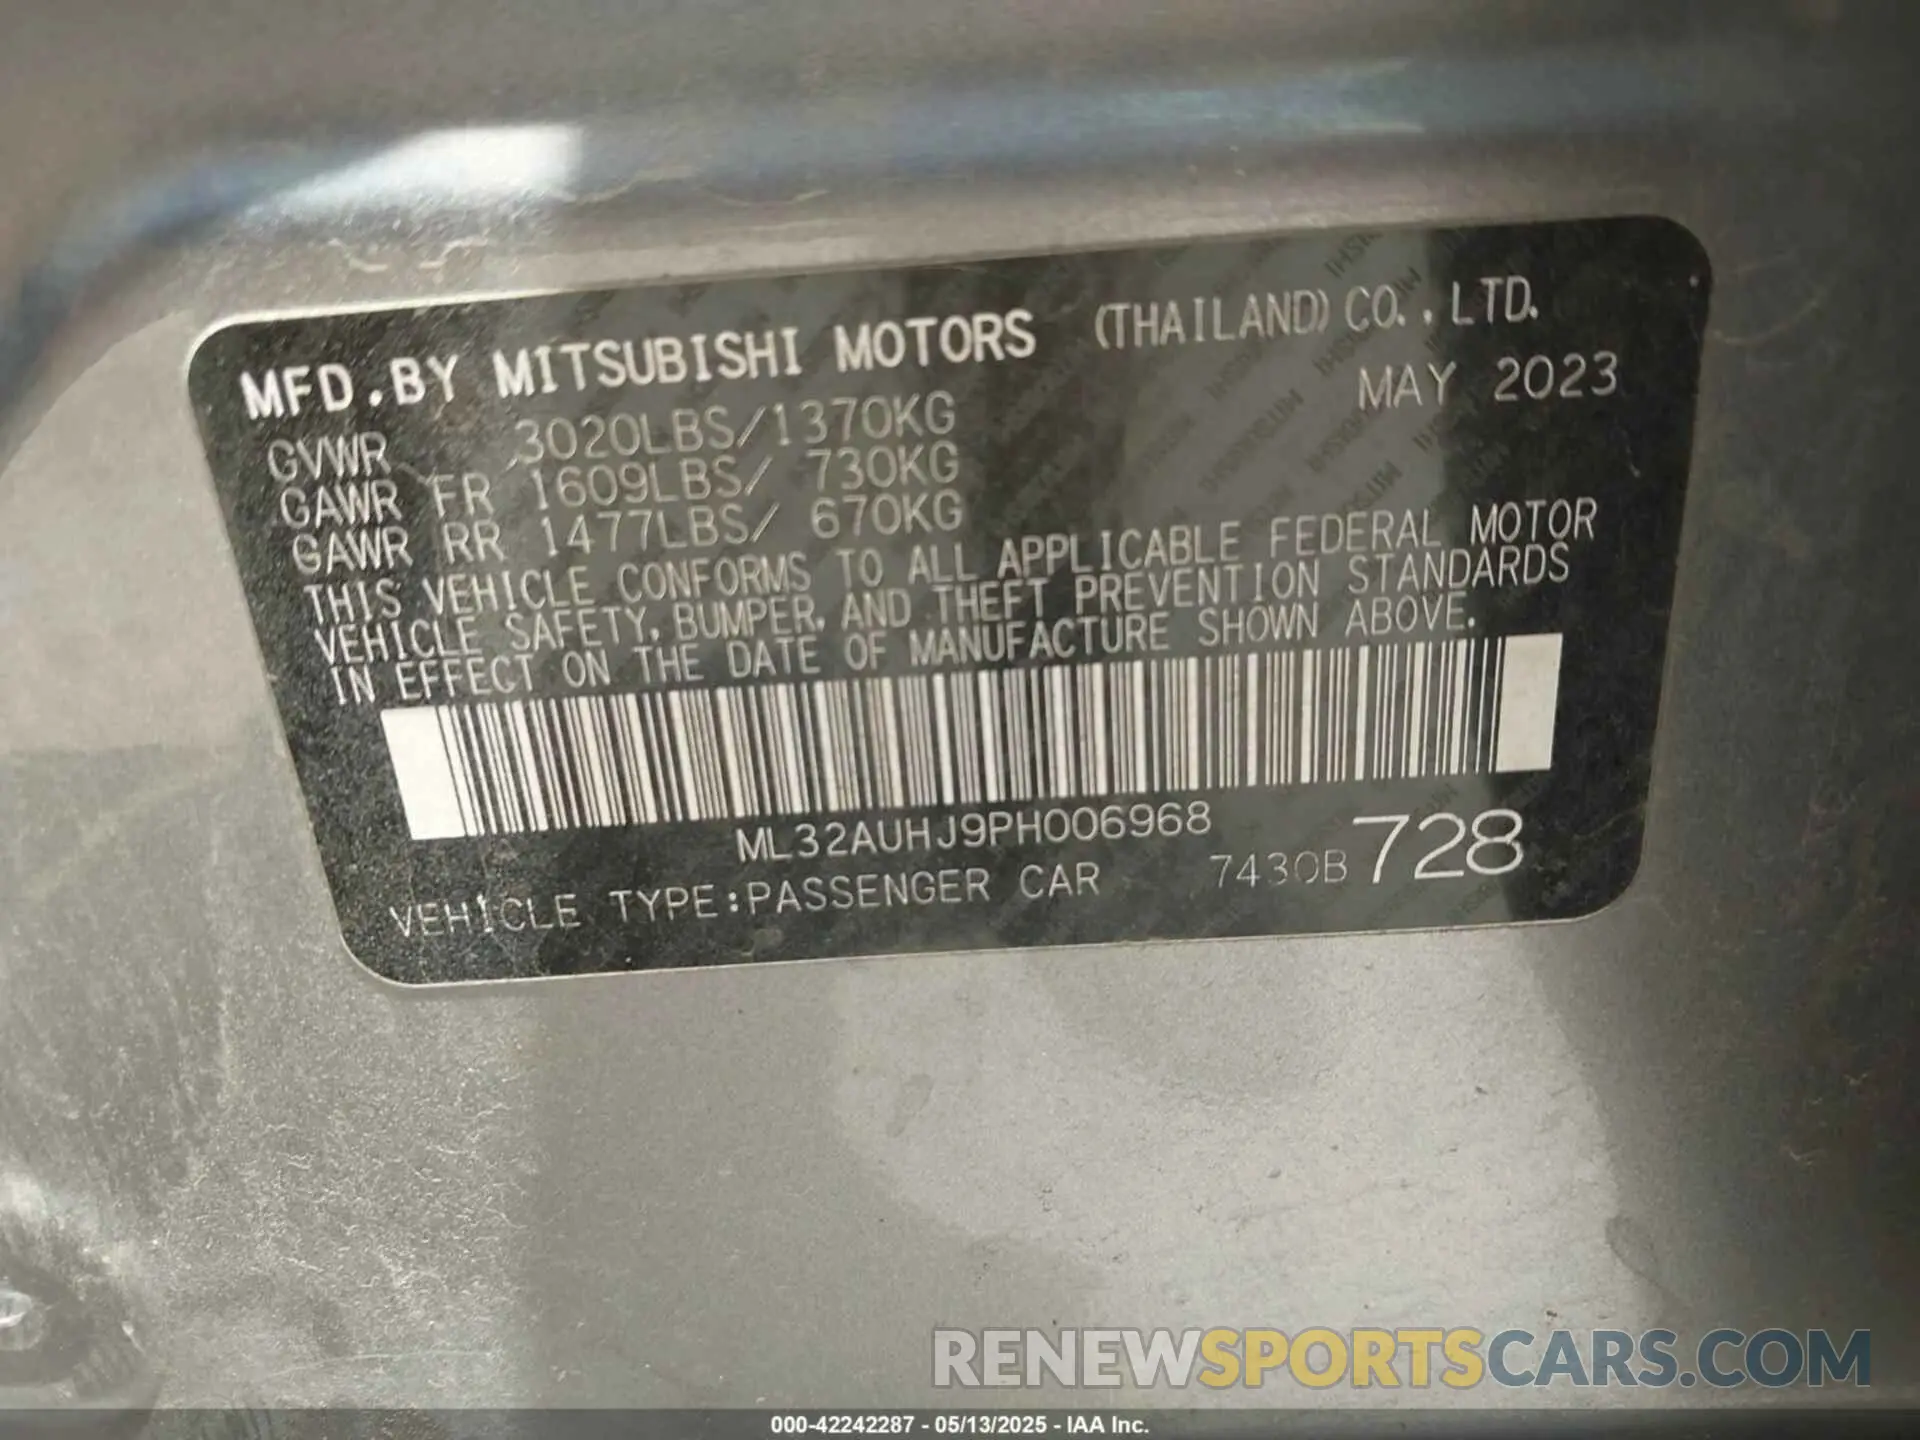 MFD.BY MITSUBISHI MOTORS (THAILAND) CO.,LTD.
MAY 2023
GVWR 3020LBS/1370KG
GAWR FR 1609LBS/ 730KG
GAWR RR 1477LBS/ 670KG
THIS VEHICLE CONFORMS TO ALL APPLICABLE FEDERAL MOTOR
VEHICLE SAFETY, BUMPER, AND THEFT PREVENTION STANDARDS
IN EFFECT ON THE DATE OF MANUFACTURE SHOWN ABOVE.
ML32AUHJ9PH006968
VEHICLE TYPE:PASSENGER CAR 7430B 728
RENEWSPORTSCARS.COM
000-42242287 - 05/13/2025 - IAA Inc.